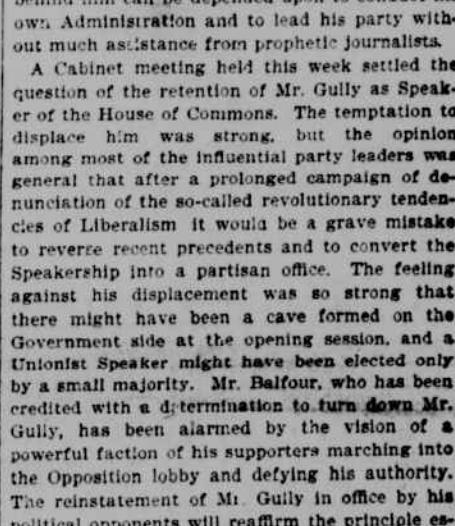 own Administration and to lead his party with-
out much assistance from prophetic journalists.
A Cabinet meeting held this week settled the
question of the retention of Mr. Gully as Speak-
er of the House of Commons. The temptation to
displace him was strong, but the opinion
among most of the influential party leaders was
general that after a prolonged campaign of de-
nunciation of the so-called revolutionary tenden-
cies of Liberalism it would be a grave mistake
to reverse recent precedents and to convert the
Speakership into a partisan office. The feeling
against his displacement was so strong that
there might have been a cave formed on the
Government side at the opening session, and a
Unionist Speaker might have been elected only
by a small majority. Mr. Balfour, who has been
credited with a determination to turn down Mr.
Gully, has been alarmed by the vision of a
powerful faction of his supporters marching into
the Opposition lobby and defying his authority.
The reinstatement of Mr. Gully in office by his
political opponents will reaffirm the principle es-